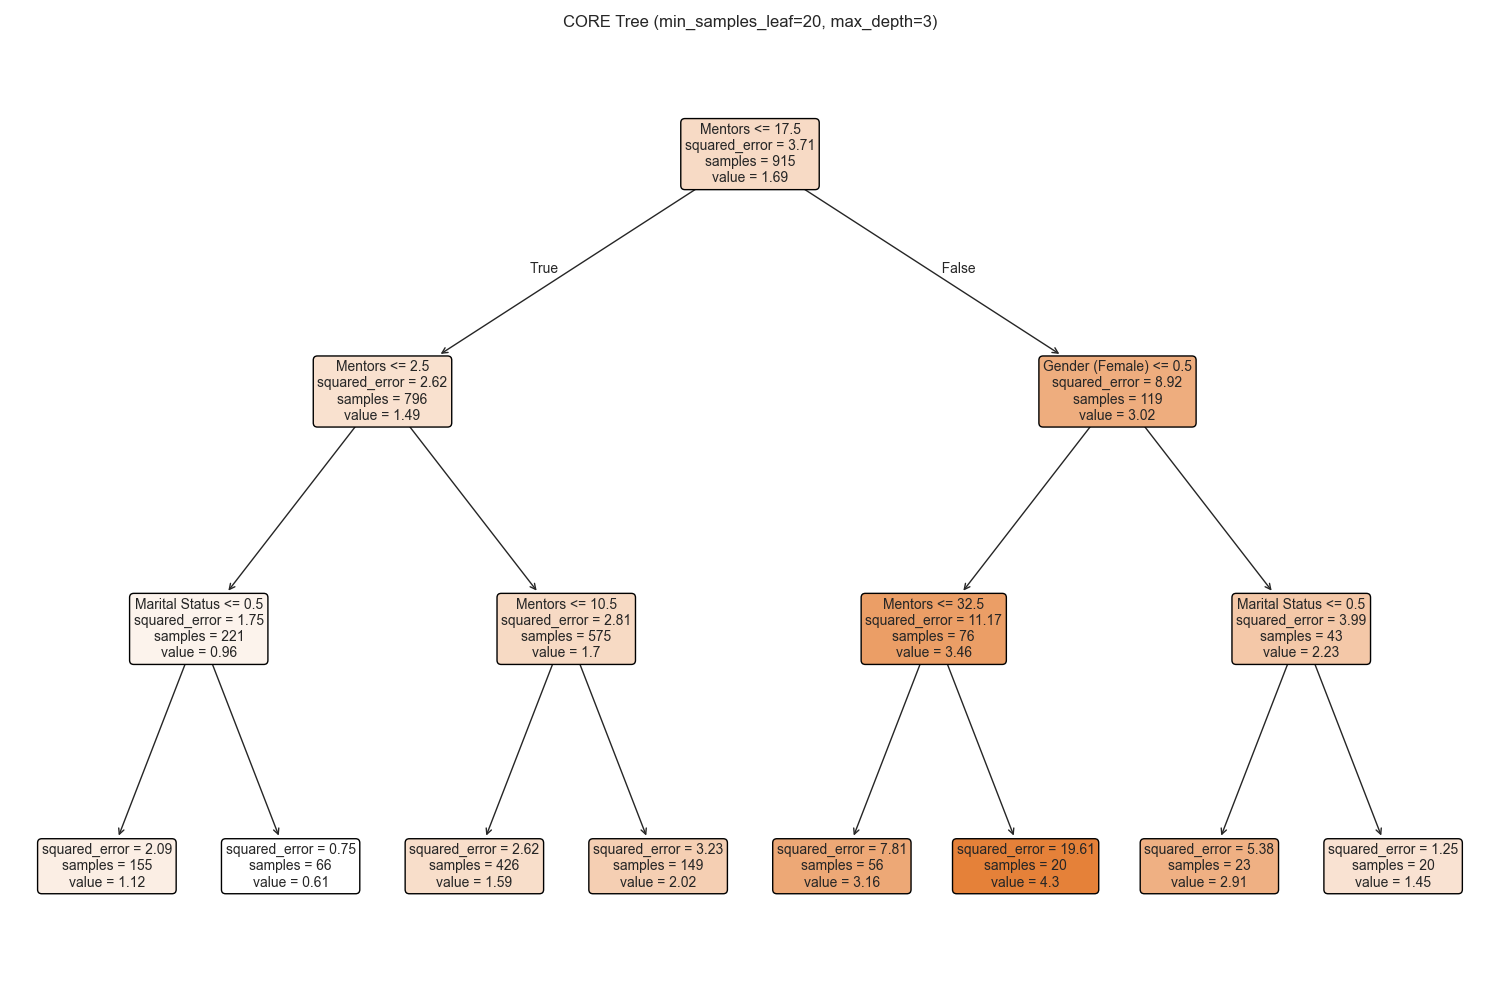 CORE Tree (min_samples_leaf=20, max_depth=3)
Mentors <= 17.5
squared_error = 3.71
samples = 915
value = 1.69
True
False
Mentors <= 2.5
squared_error = 2.62
samples = 796
value = 1.49
Gender (Female) <= 0.5
squared_error = 8.92
samples = 119
value = 3.02
Marital Status <= 0.5
squared_error = 1.75
samples = 221
value = 0.96
Mentors <= 10.5
squared_error = 2.81
samples = 575
value = 1.7
Mentors <= 32.5
squared_error = 11.17
samples = 76
value = 3.46
Marital Status <= 0.5
squared_error = 3.99
samples = 43
value = 2.23
squared_error = 2.09
samples = 155
value = 1.12
squared_error = 0.75
samples = 66
value = 0.61
squared_error = 2.62
samples = 426
value = 1.59
squared_error = 3.23
samples = 149
value = 2.02
squared_error = 7.81
samples = 56
value = 3.16
squared_error = 19.61
samples = 20
value = 4.3
squared_error = 5.38
samples = 23
value = 2.91
squared_error = 1.25
samples = 20
value = 1.45